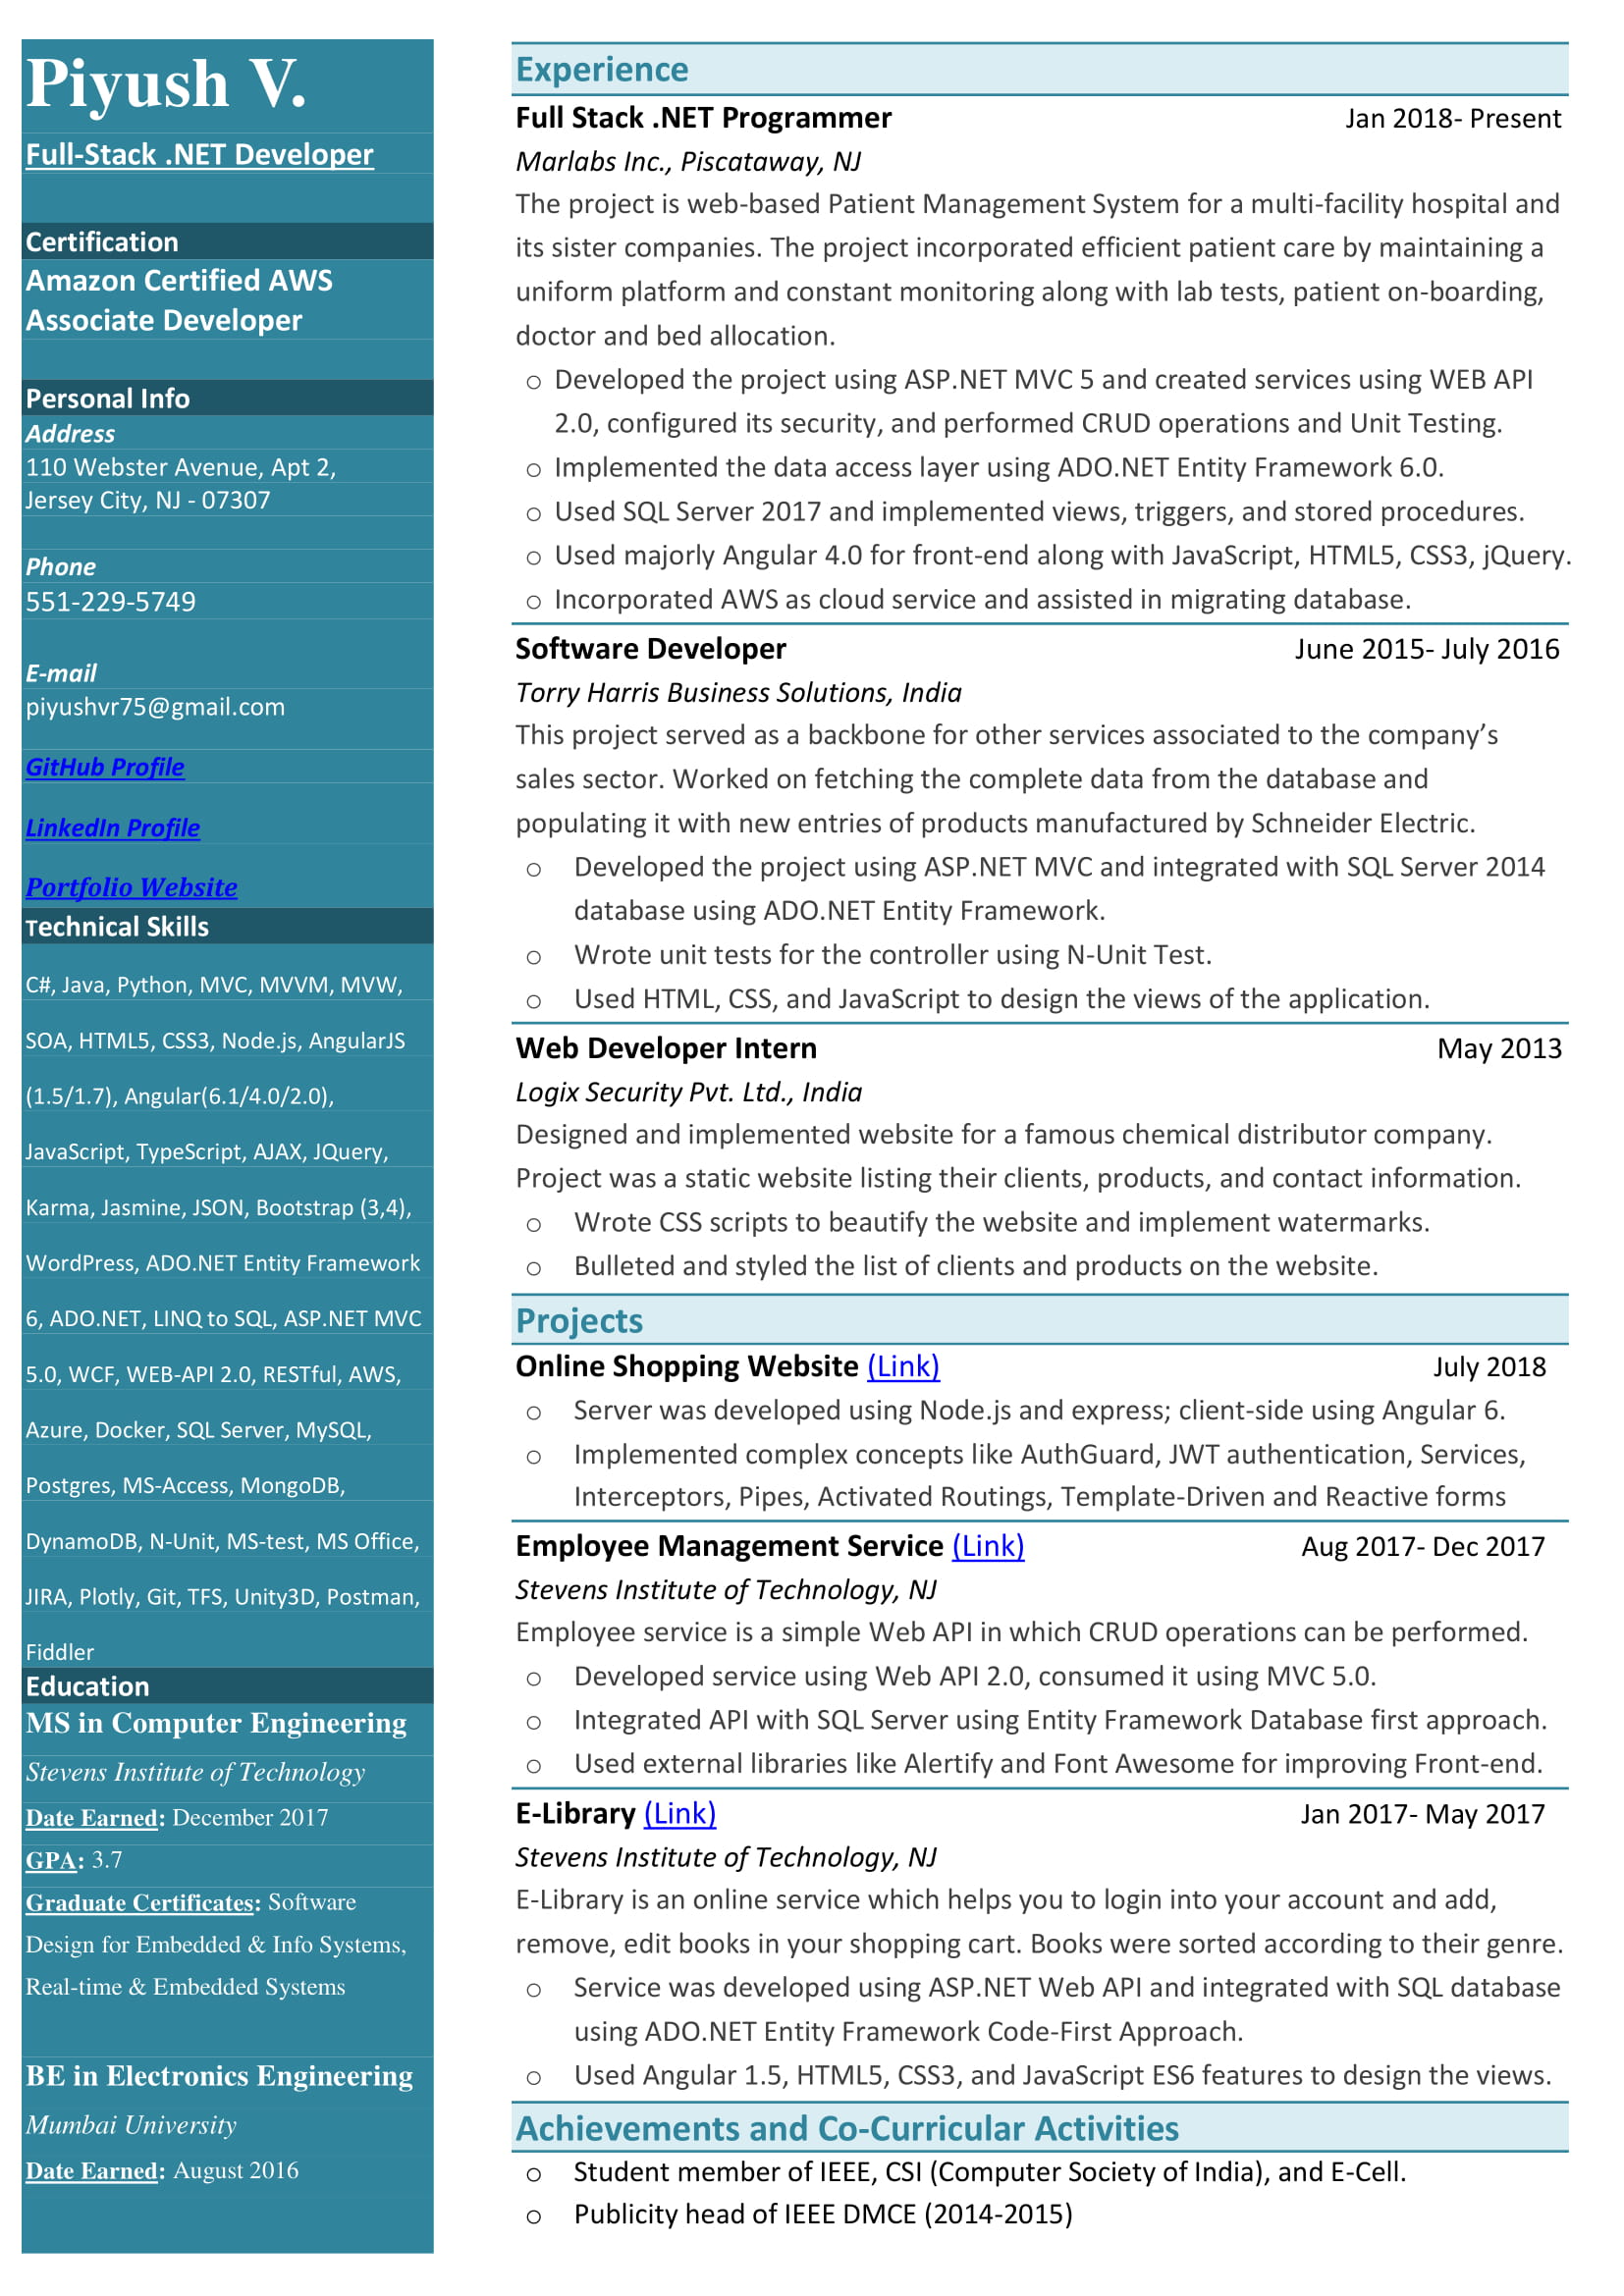 Piyush V.
Full-Stack .NET Developer
Certification
Amazon Certified AWS
Associate Developer
Personal Info
Address
110 Webster Avenue, Apt 2,
Jersey City, NJ - 07307
Phone
551-229-5749
E-mail
piyushvr75@gmail.com
GitHub Profile
LinkedIn Profile
Portfolio Website
Technical Skills
C#, Java, Python, MVC, MVVM, MVW,
SOA, HTML5, CSS3, Node.js, AngularJS
(1.5/1.7), Angular(6.1/4.0/2.0),
JavaScript, TypeScript, AJAX, JQuery,
Karma, Jasmine, JSON, Bootstrap (3,4),
WordPress, ADO.NET Entity Framework
6, ADO.NET, LINQ to SQL, ASP.NET MVC
5.0, WCF, WEB-API 2.0, RESTful, AWS,
Azure, Docker, SQL Server, MySQL,
Postgres, MS-Access, MongoDB,
DynamoDB, N-Unit, MS-test, MS Office,
JIRA, Plotly, Git, TFS, Unity3D, Postman,
Fiddler
Education
MS in Computer Engineering
Stevens Institute of Technology
Date Earned: December 2017
GPA: 3.7
Graduate Certificates: Software
Design for Embedded & Info Systems,
Real-time & Embedded Systems
BE in Electronics Engineering
Mumbai University
Date Earned: August 2016
Experience
Full Stack .NET Programmer Jan 2018- Present
Marlabs Inc., Piscataway, NJ
The project is web-based Patient Management System for a multi-facility hospital and
its sister companies. The project incorporated efficient patient care by maintaining a
uniform platform and constant monitoring along with lab tests, patient on-boarding,
doctor and bed allocation.
o Developed the project using ASP.NET MVC 5 and created services using WEB API
2.0, configured its security, and performed CRUD operations and Unit Testing.
o Implemented the data access layer using ADO.NET Entity Framework 6.0.
o Used SQL Server 2017 and implemented views, triggers, and stored procedures.
o Used majorly Angular 4.0 for front-end along with JavaScript, HTML5, CSS3, jQuery.
o Incorporated AWS as cloud service and assisted in migrating database.
Software Developer June 2015- July 2016
Torry Harris Business Solutions, India
This project served as a backbone for other services associated to the company’s
sales sector. Worked on fetching the complete data from the database and
populating it with new entries of products manufactured by Schneider Electric.
o Developed the project using ASP.NET MVC and integrated with SQL Server 2014
database using ADO.NET Entity Framework.
o Wrote unit tests for the controller using N-Unit Test.
o Used HTML, CSS, and JavaScript to design the views of the application.
Web Developer Intern May 2013
Logix Security Pvt. Ltd., India
Designed and implemented website for a famous chemical distributor company.
Project was a static website listing their clients, products, and contact information.
o Wrote CSS scripts to beautify the website and implement watermarks.
o Bulleted and styled the list of clients and products on the website.
Projects
Online Shopping Website (Link) July 2018
o Server was developed using Node.js and express; client-side using Angular 6.
o Implemented complex concepts like AuthGuard, JWT authentication, Services,
Interceptors, Pipes, Activated Routings, Template-Driven and Reactive forms
Employee Management Service (Link) Aug 2017- Dec 2017
Stevens Institute of Technology, NJ
Employee service is a simple Web API in which CRUD operations can be performed.
o Developed service using Web API 2.0, consumed it using MVC 5.0.
o Integrated API with SQL Server using Entity Framework Database first approach.
o Used external libraries like Alertify and Font Awesome for improving Front-end.
E-Library (Link) Jan 2017- May 2017
Stevens Institute of Technology, NJ
E-Library is an online service which helps you to login into your account and add,
remove, edit books in your shopping cart. Books were sorted according to their genre.
o Service was developed using ASP.NET Web API and integrated with SQL database
using ADO.NET Entity Framework Code-First Approach.
o Used Angular 1.5, HTML5, CSS3, and JavaScript ES6 features to design the views.
Achievements and Co-Curricular Activities
o Student member of IEEE, CSI (Computer Society of India), and E-Cell.
o Publicity head of IEEE DMCE (2014-2015)